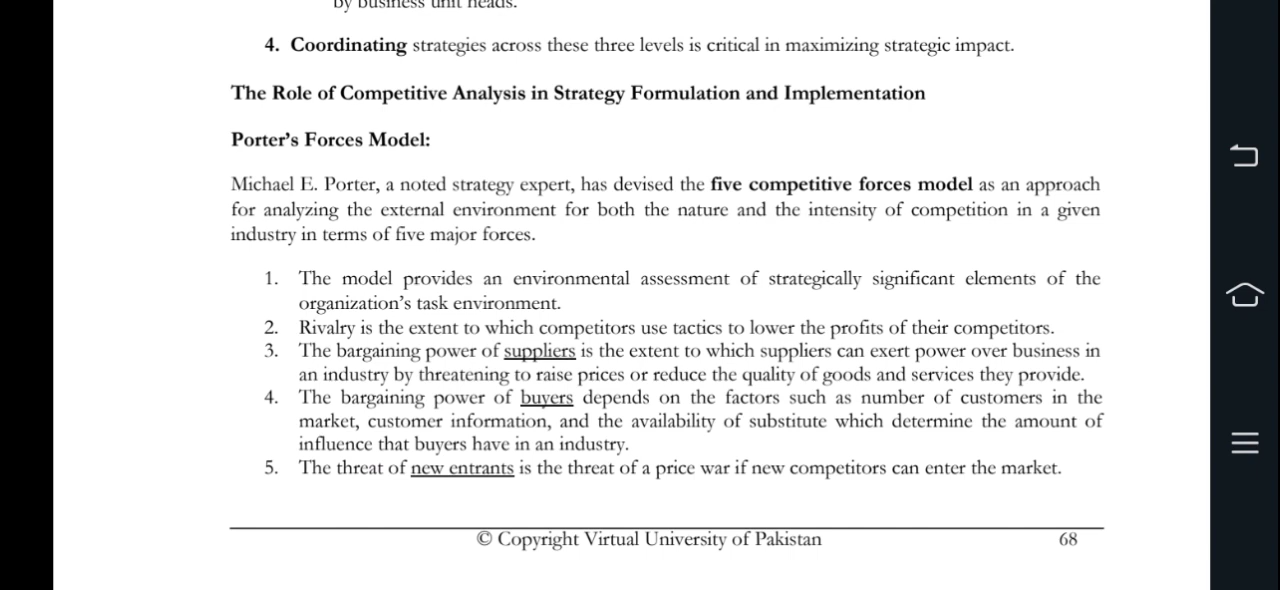 by business unit heads.
4. Coordinating strategies across these three levels is critical in maximizing strategic impact.
The Role of Competitive Analysis in Strategy Formulation and Implementation
Porter's Forces Model:
Michael E. Porter, a noted strategy expert, has devised the five competitive forces model as an approach
for analyzing the external environment for both the nature and the intensity of competition in a given
industry in terms of five major forces.
1. The model provides an environmental assessment of strategically significant elements of the
organization's task environment.
2. Rivalry is the extent to which competitors use tactics to lower the profits of their competitors.
3. The bargaining power of suppliers is the extent to which suppliers can exert power over business in
an industry by threatening to raise prices or reduce the quality of goods and services they provide.
4. The bargaining power of buyers depends on the factors such as number of customers in the
market, customer information, and the availability of substitute which determine the amount of
influence that buyers have in an industry.
5. The threat of new entrants is the threat of a price war if new competitors can enter the market.
© Copyright Virtual University of Pakistan 68